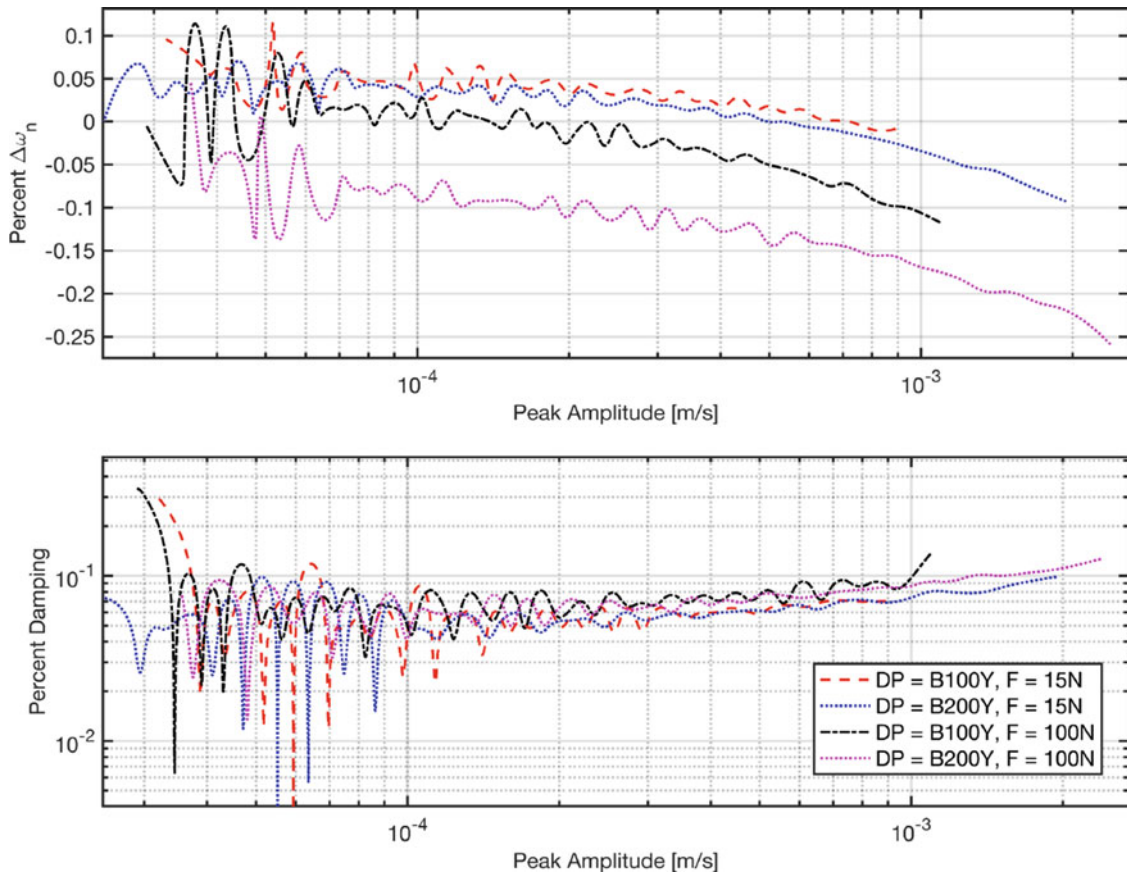 0.1
0.05
0
-0.05
-0.1
-0.15
-0.2
-0.25
Percent Δωn
10-4
10-3
Peak Amplitude [m/s]
10-1
10-2
Percent Damping
DP = B100Y, F = 15N
DP = B200Y, F = 15N
DP = B100Y, F = 100N
DP = B200Y, F = 100N
10-4
10-3
Peak Amplitude [m/s]